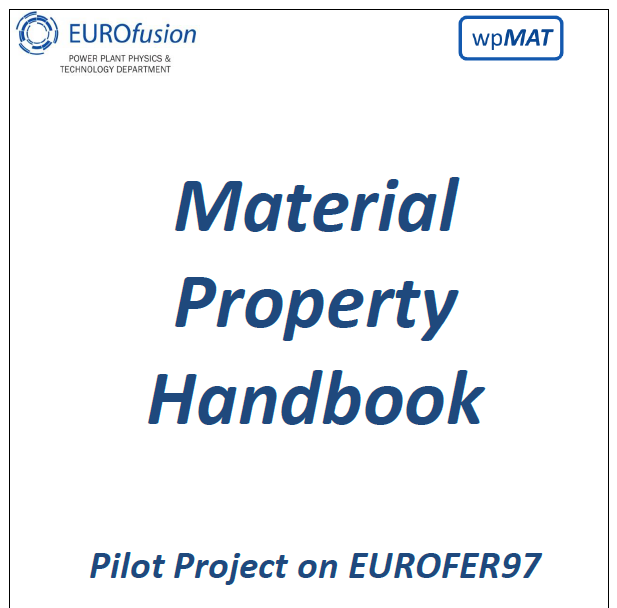 EUROfusion
POWER PLANT PHYSICS &
TECHNOLOGY DEPARTMENT
wpMAT
Material
Property
Handbook
Pilot Project on EUROFER97